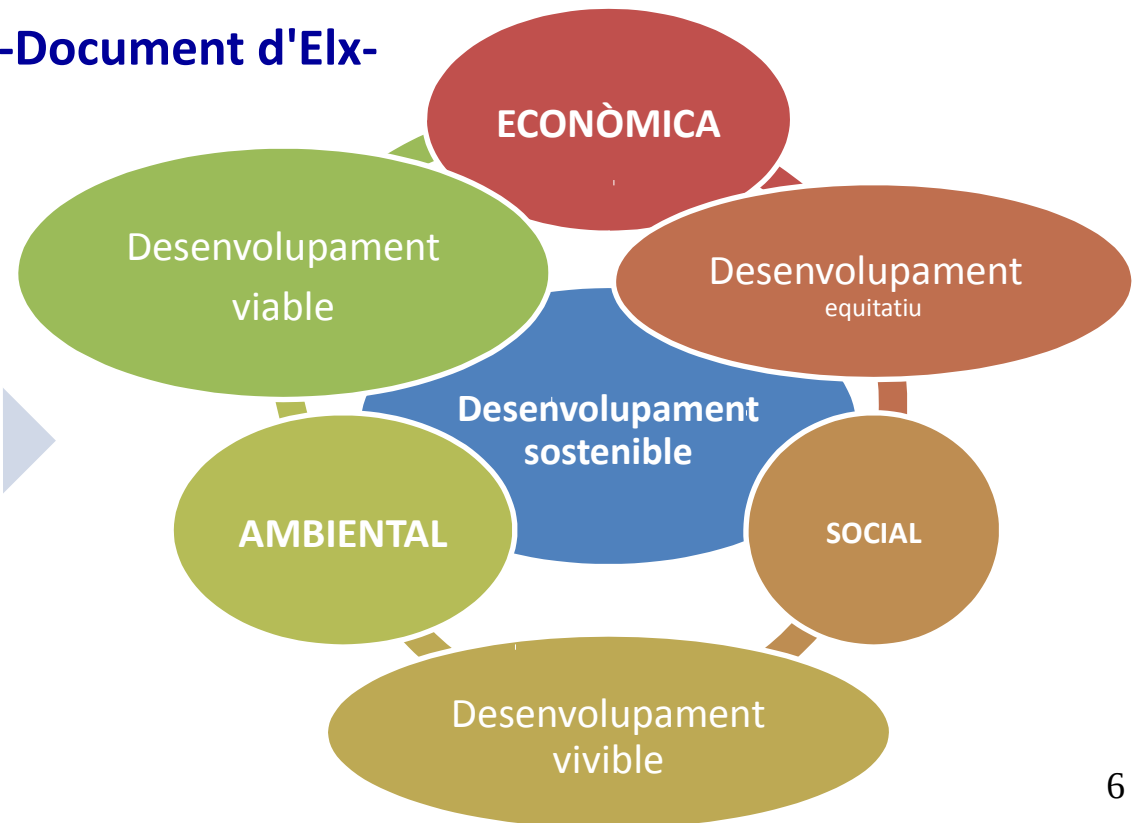 -Document d'Elx-
ECONÒMICA
Desenvolupament
viable
Desenvolupament
equitatiu
Desenvolupament
sostenible
AMBIENTAL
SOCIAL
Desenvolupament
vivible
6